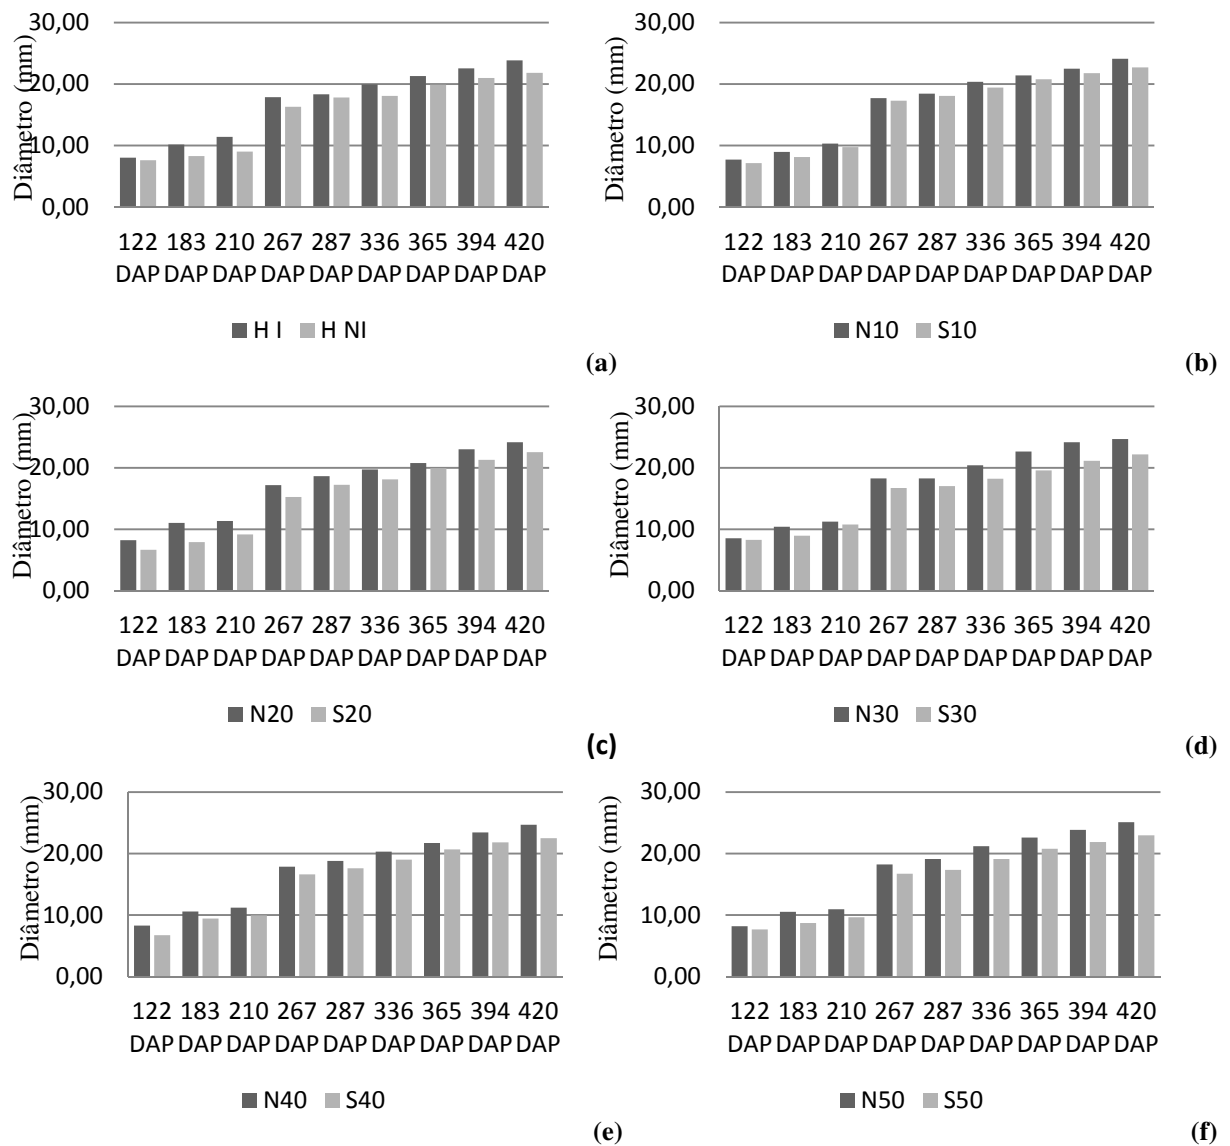 30,00
20,00
10,00
0,00
Diâmetro (mm)
122 183 210 267 287 336 365 394 420
DAP DAP DAP DAP DAP DAP DAP DAP DAP
H I H NI
(a)
30,00
20,00
10,00
0,00
Diâmetro (mm)
122 183 210 267 287 336 365 394 420
DAP DAP DAP DAP DAP DAP DAP DAP DAP
N10 S10
(b)
30,00
20,00
10,00
0,00
Diâmetro (mm)
122 183 210 267 287 336 365 394 420
DAP DAP DAP DAP DAP DAP DAP DAP DAP
N20 S20
(c)
30,00
20,00
10,00
0,00
Diâmetro (mm)
122 183 210 267 287 336 365 394 420
DAP DAP DAP DAP DAP DAP DAP DAP DAP
N30 S30
(d)
30,00
20,00
10,00
0,00
Diâmetro (mm)
122 183 210 267 287 336 365 394 420
DAP DAP DAP DAP DAP DAP DAP DAP DAP
N40 S40
(e)
30,00
20,00
10,00
0,00
Diâmetro (mm)
122 183 210 267 287 336 365 394 420
DAP DAP DAP DAP DAP DAP DAP DAP DAP
N50 S50
(f)